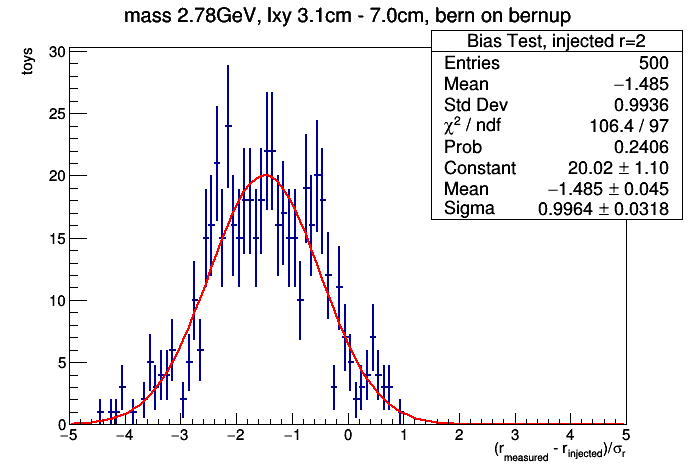 mass 2.78GeV, lxy 3.1cm - 7.0cm, bern on bernup
Bias Test, injected r=2
Entries 500
Mean −1.485
Std Dev 0.9936
χ² / ndf 106.4 / 97
Prob 0.2406
Constant 20.02 ± 1.10
Mean −1.485 ± 0.045
Sigma 0.9964 ± 0.0318
toys
30
25
20
15
10
5
0
−5 −4 −3 −2 −1 0 1 2 3 4 5
(r_measured - r_injected)/σ_r